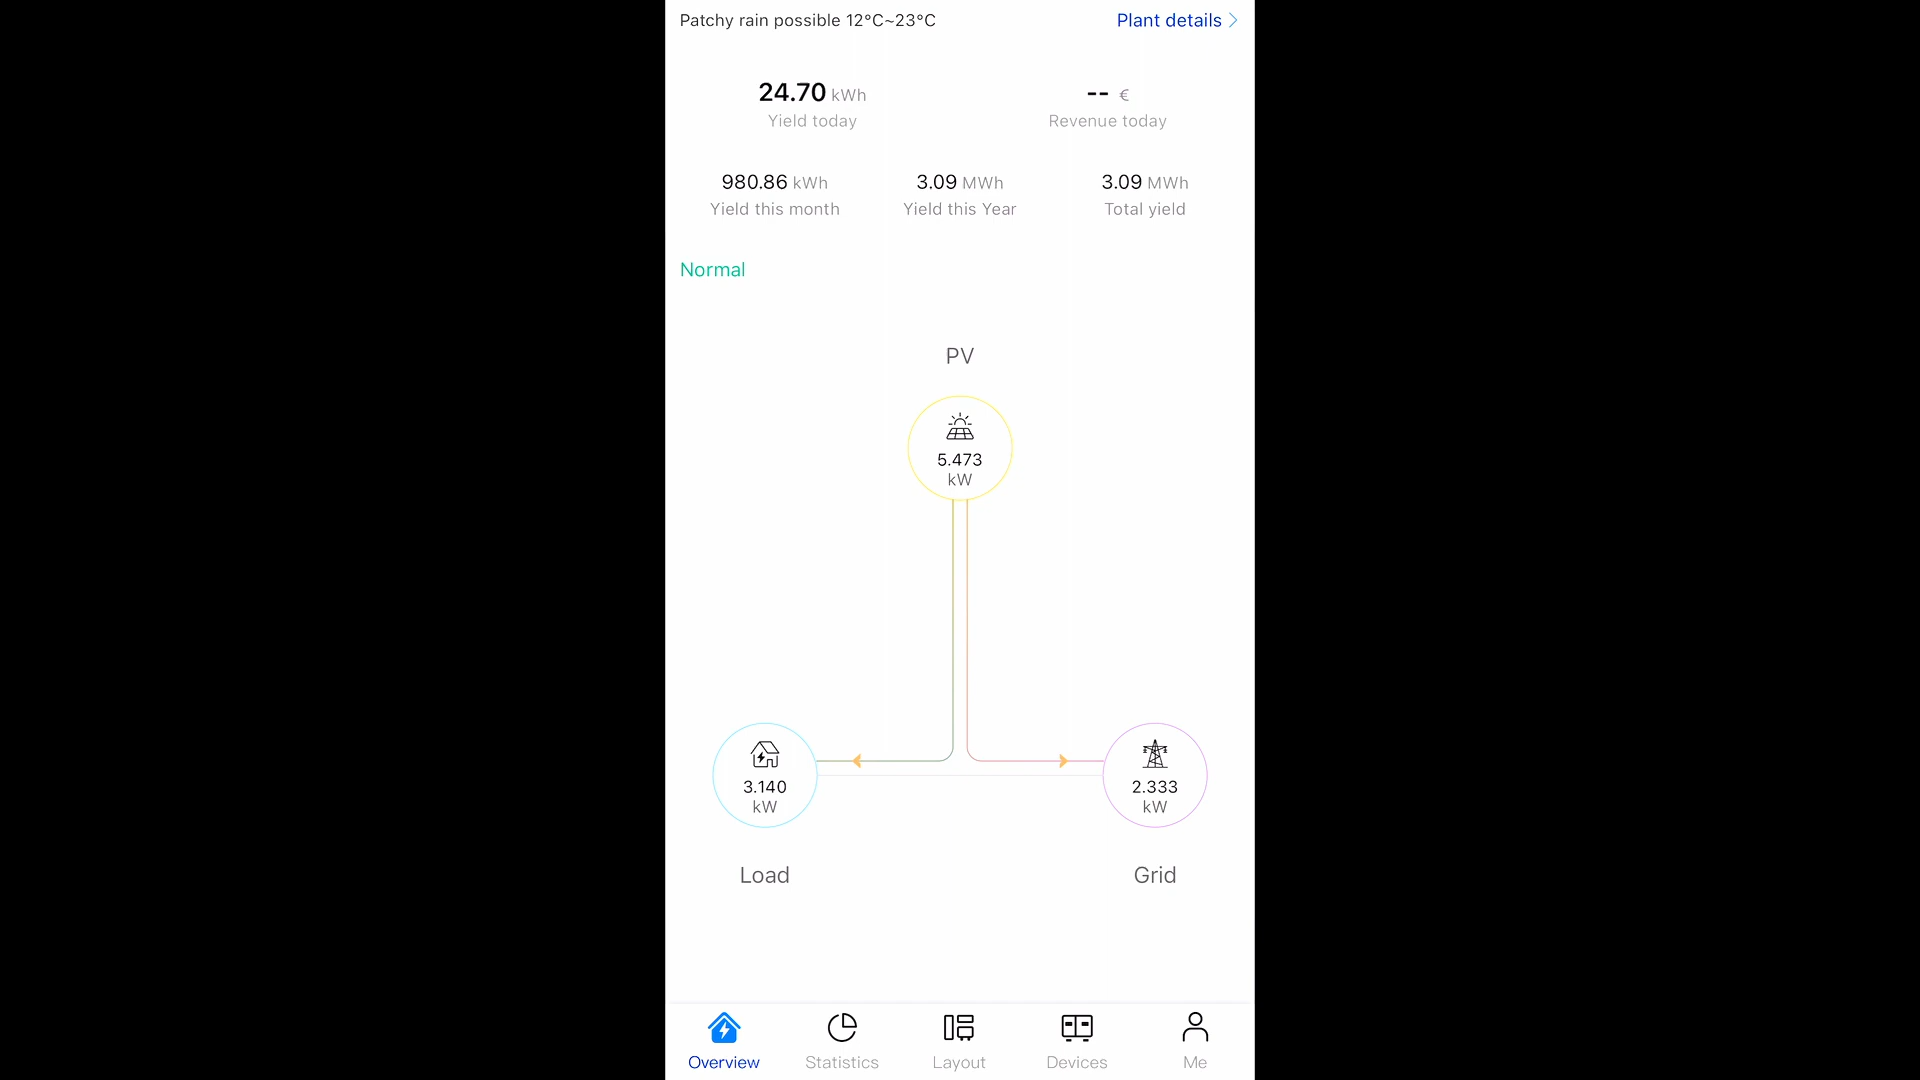 Patchy rain possible 12°C~23°C
Plant details
24.70 kWh
Yield today
-- €
Revenue today
980.86 kWh
Yield this month
3.09 MWh
Yield this Year
3.09 MWh
Total yield
Normal
PV
5.473
kW
3.140
kW
Load
2.333
kW
Grid
Overview
Statistics
Layout
Devices
Me